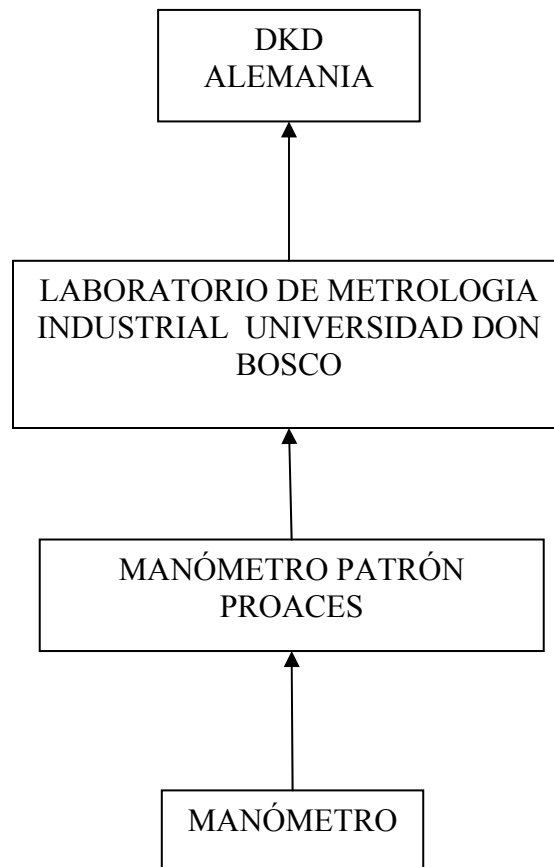 DKD
ALEMANIA
LABORATORIO DE METROLOGIA
INDUSTRIAL UNIVERSIDAD DON
BOSCO
MANÓMETRO PATRÓN
PROACES
MANÓMETRO